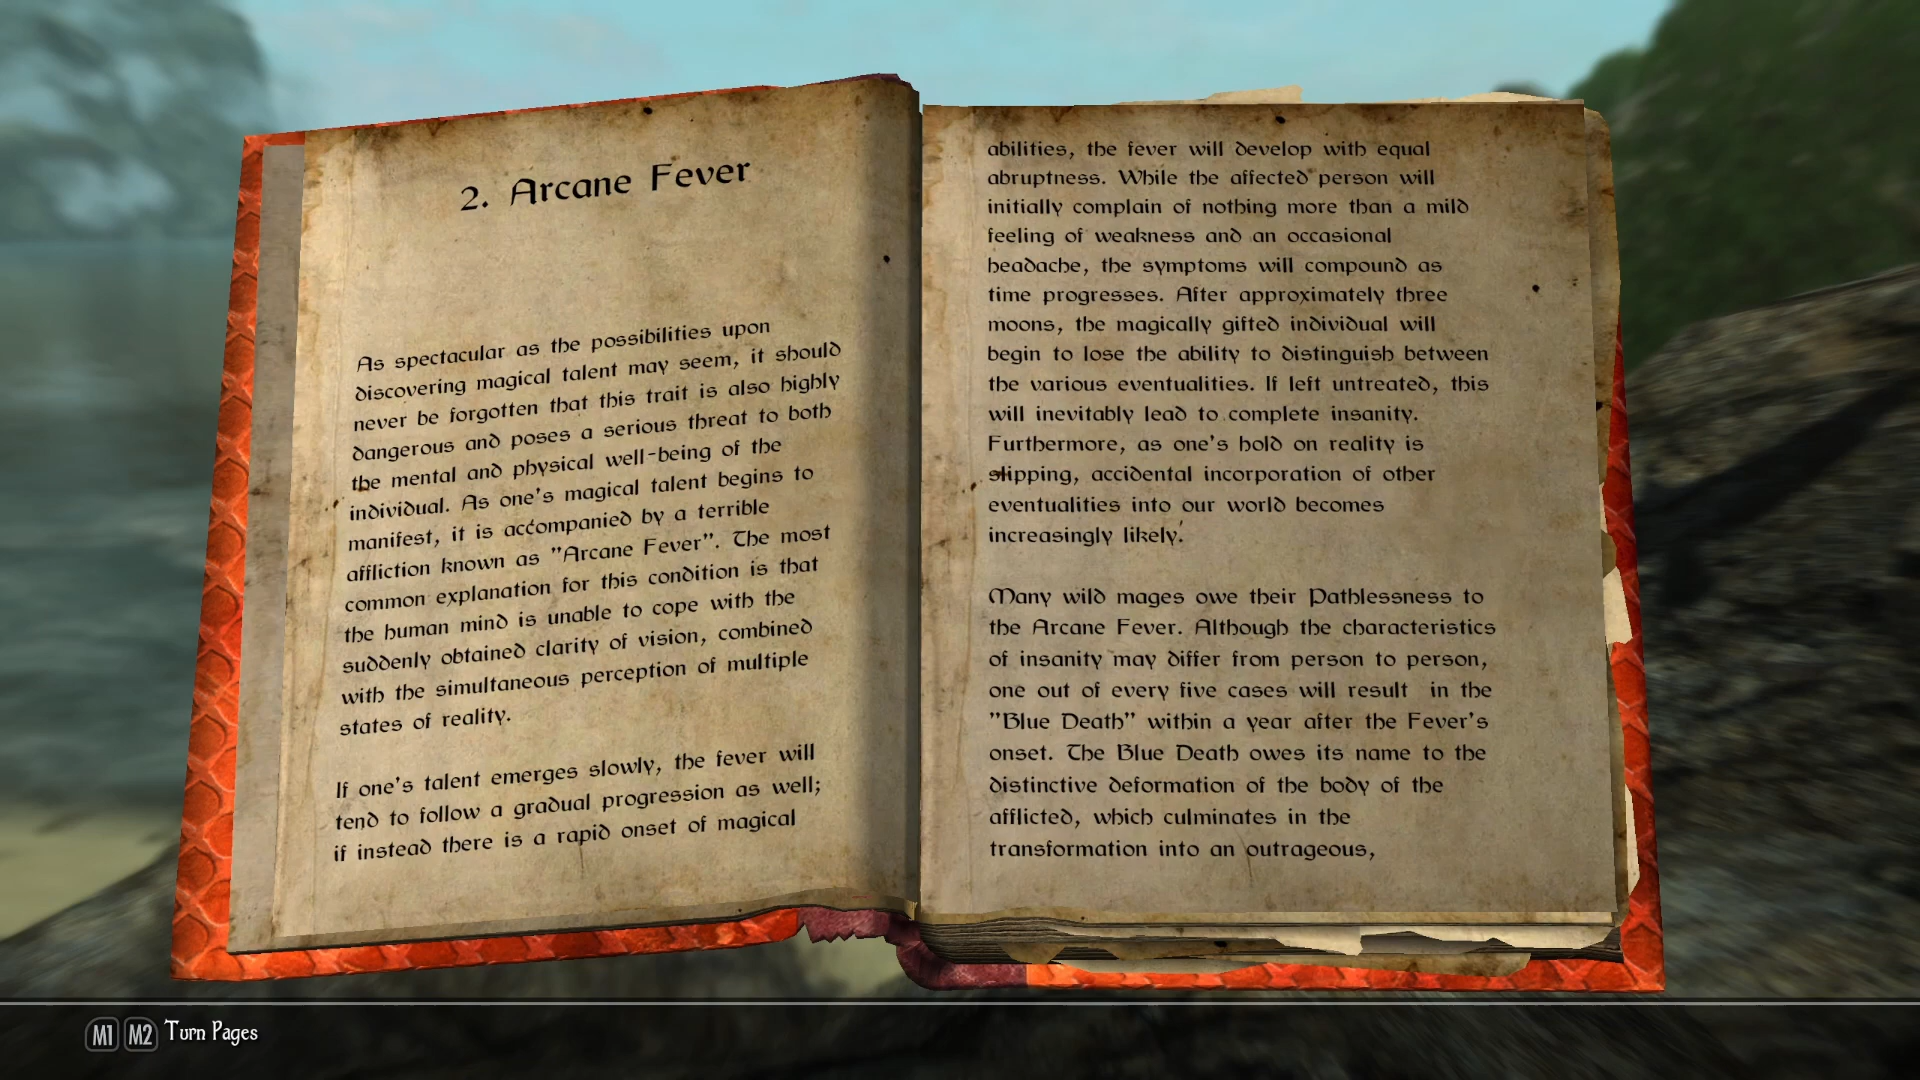 2. Arcane Fever
As spectacular as the possibilities upon
discovering magical talent may seem, it should
never be forgotten that this trait is also highly
dangerous and poses a serious threat to both
the mental and physical well-being of the
individual. As one's magical talent begins to
manifest, it is accompanied by a terrible
affliction known as "Arcane Fever". The most
common explanation for this condition is that
the human mind is unable to cope with the
suddenly obtained clarity of vision, combined
with the simultaneous perception of multiple
states of reality.
If one's talent emerges slowly, the fever will
tend to follow a gradual progression as well;
if instead there is a rapid onset of magical
abilities, the fever will develop with equal
abruptness. While the affected person will
initially complain of nothing more than a mild
feeling of weakness and an occasional
headache, the symptoms will compound as
time progresses. After approximately three
moons, the magically gifted individual will
begin to lose the ability to distinguish between
the various eventualities. If left untreated, this
will inevitably lead to complete insanity.
Furthermore, as one's hold on reality is
slipping, accidental incorporation of other
eventualities into our world becomes
increasingly likely.
Many wild mages owe their Pathlessness to
the Arcane Fever. Although the characteristics
of insanity may differ from person to person,
one out of every five cases will result in the
"Blue Death" within a year after the Fever's
onset. The Blue Death owes its name to the
distinctive deformation of the body of the
afflicted, which culminates in the
transformation into an outrageous,
M1 M2 Turn Pages